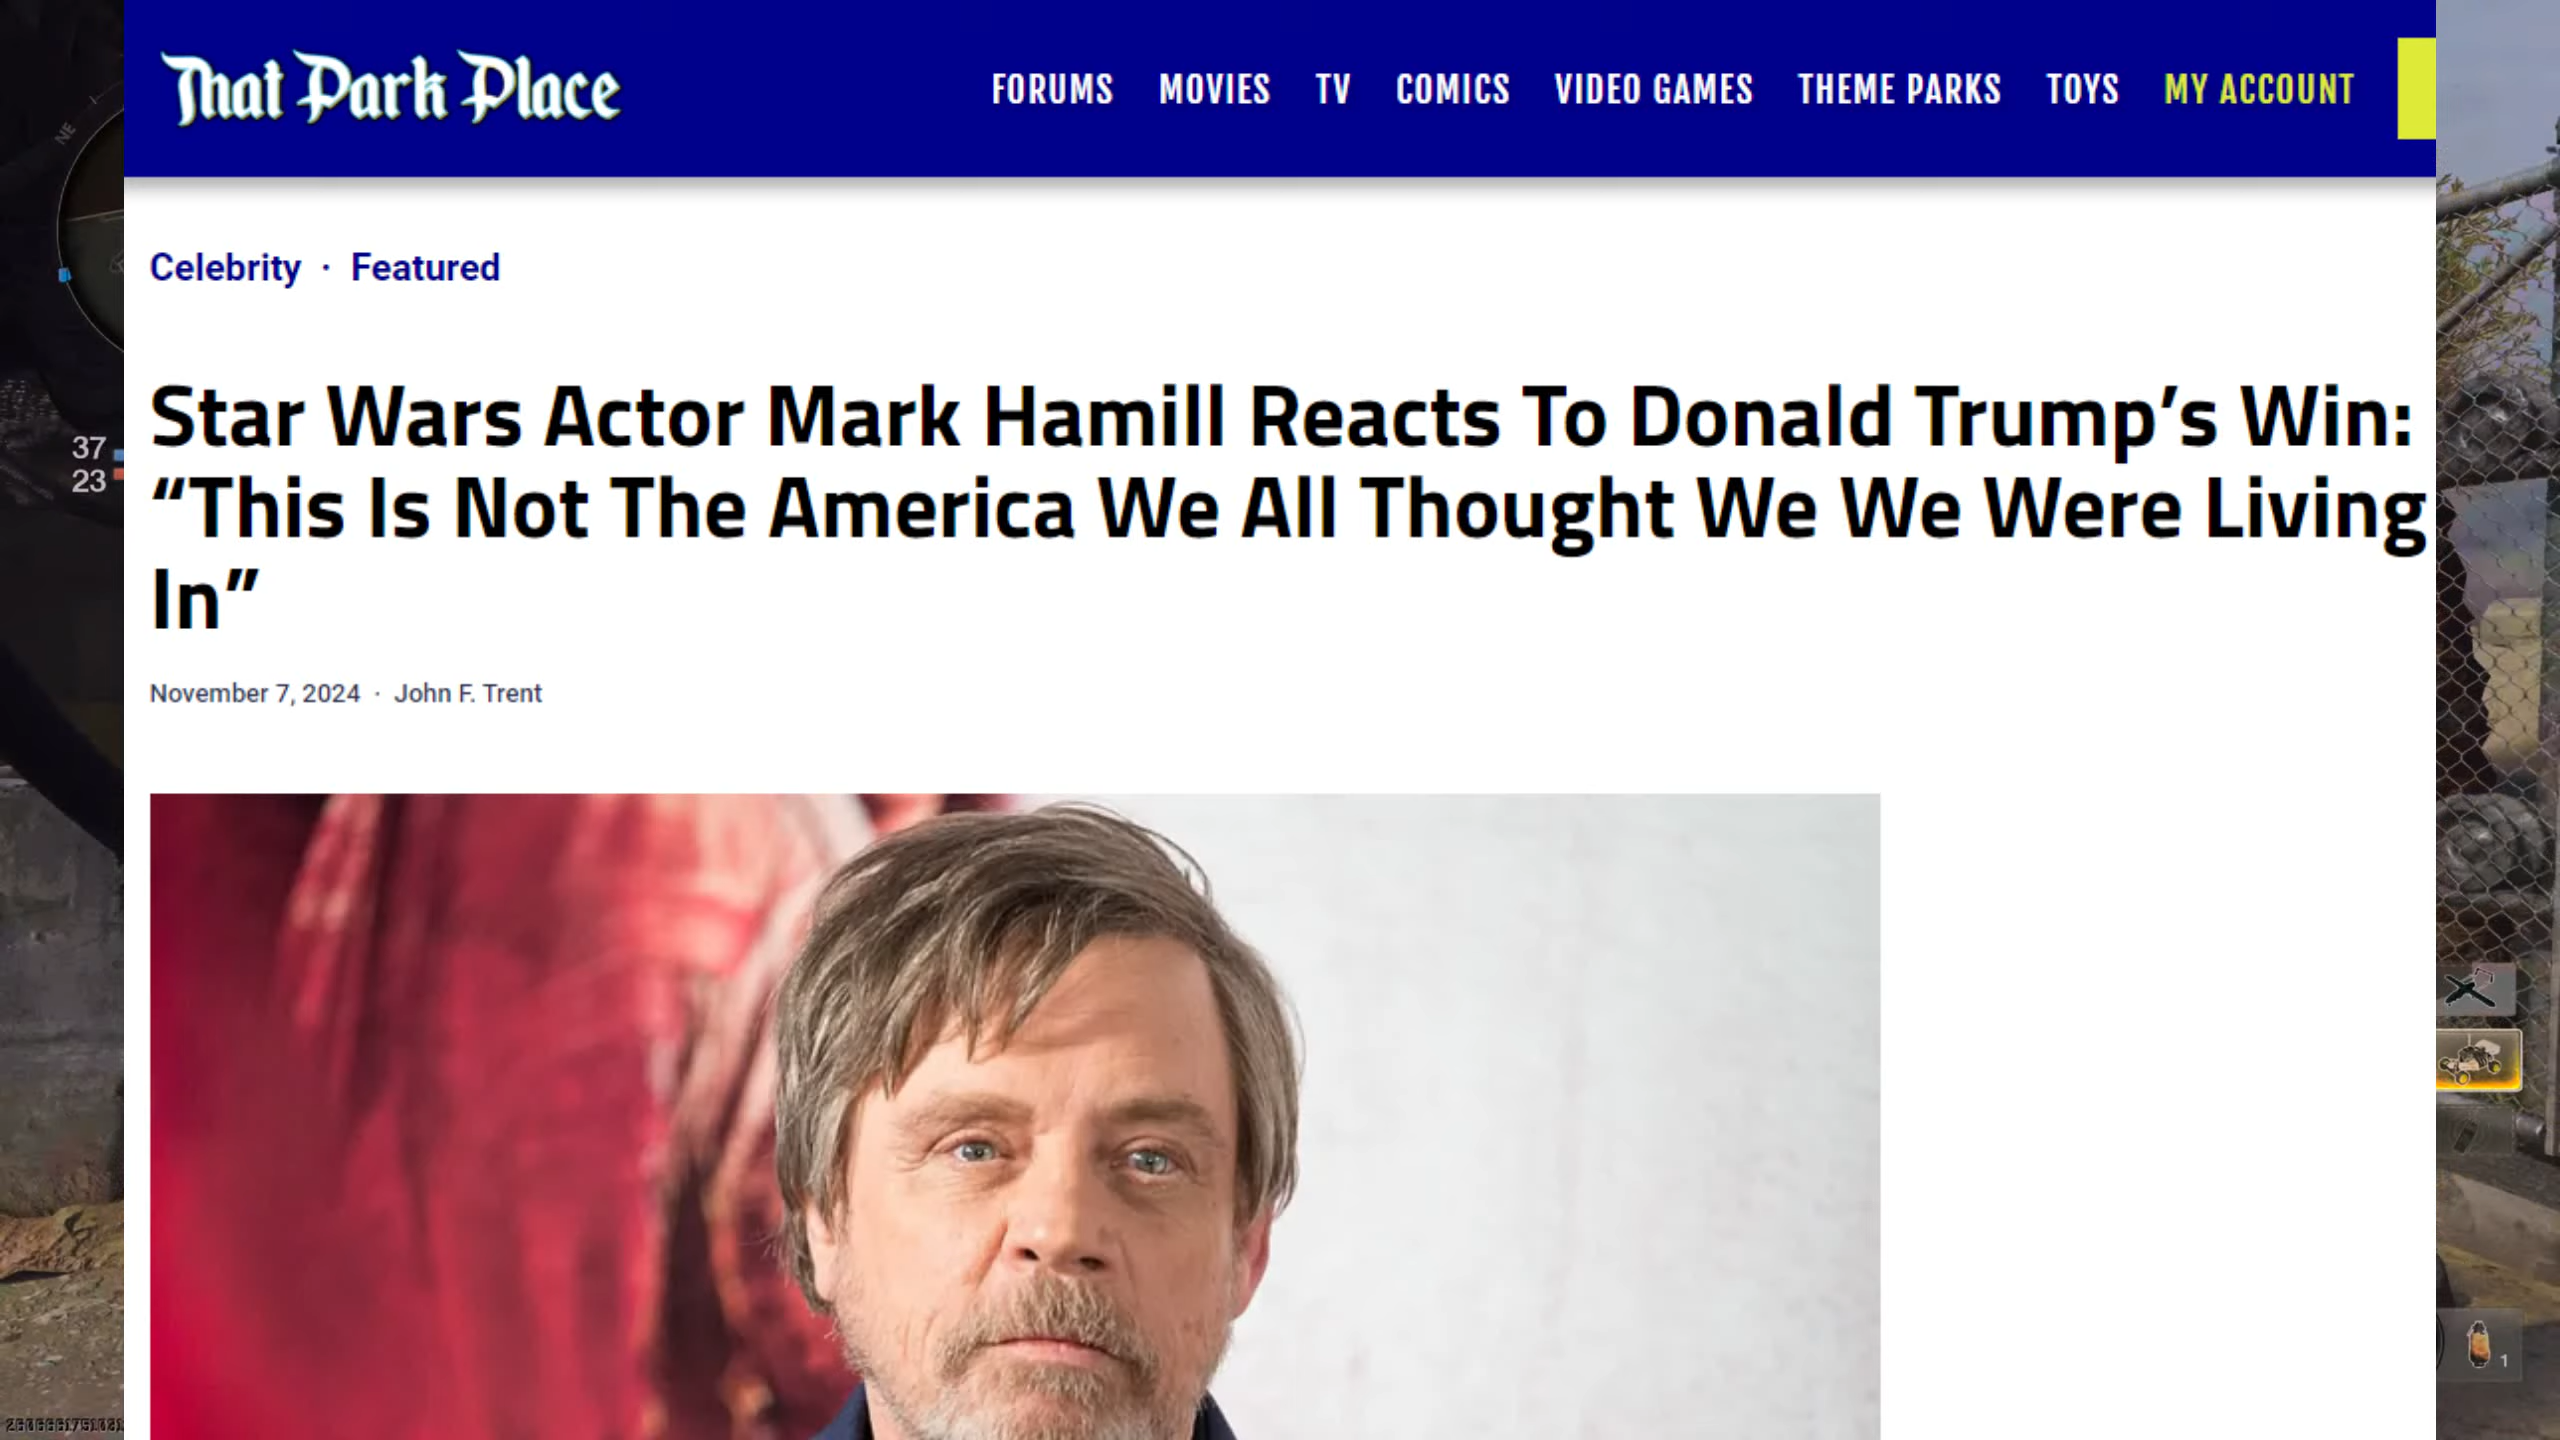 That Park Place
FORUMS MOVIES TV COMICS VIDEO GAMES THEME PARKS TOYS MY ACCOUNT
NE
Celebrity · Featured
Star Wars Actor Mark Hamill Reacts To Donald Trump’s Win:
“This Is Not The America We All Thought We We Were Living
In”
37
23
November 7, 2024 · John F. Trent
1